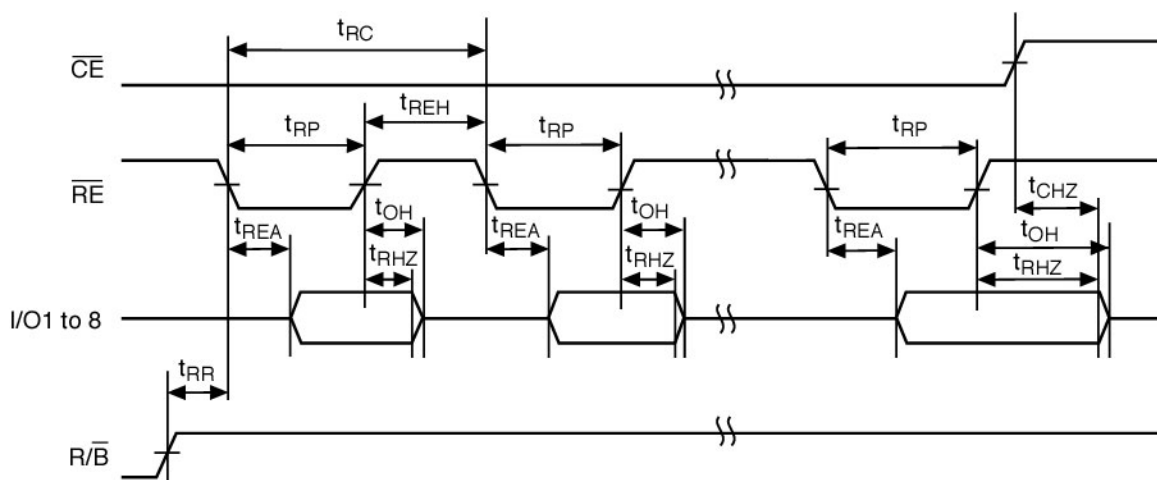 tRC
CE
tREH
tRP tRP tRP
RE
tCHZ
tOH tOH tOH
tREA tREA tREA
tRHZ tRHZ tRHZ
I/O1 to 8
tRR
R/B